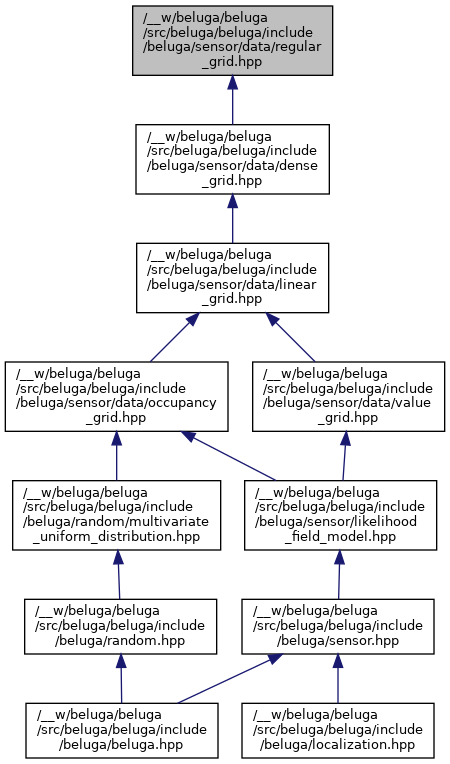 /__w/beluga/beluga
/src/beluga/beluga/include
/beluga/sensor/data/regular
_grid.hpp
/__w/beluga/beluga
/src/beluga/beluga/include
/beluga/sensor/data/dense
_grid.hpp
/__w/beluga/beluga
/src/beluga/beluga/include
/beluga/sensor/data/linear
_grid.hpp
/__w/beluga/beluga
/src/beluga/beluga/include
/beluga/sensor/data/occupancy
_grid.hpp
/__w/beluga/beluga
/src/beluga/beluga/include
/beluga/sensor/data/value
_grid.hpp
/__w/beluga/beluga
/src/beluga/beluga/include
/beluga/random/multivariate
_uniform_distribution.hpp
/__w/beluga/beluga
/src/beluga/beluga/include
/beluga/sensor/likelihood
_field_model.hpp
/__w/beluga/beluga
/src/beluga/beluga/include
/beluga/random.hpp
/__w/beluga/beluga
/src/beluga/beluga/include
/beluga/sensor.hpp
/__w/beluga/beluga
/src/beluga/beluga/include
/beluga/beluga.hpp
/__w/beluga/beluga
/src/beluga/beluga/include
/beluga/localization.hpp